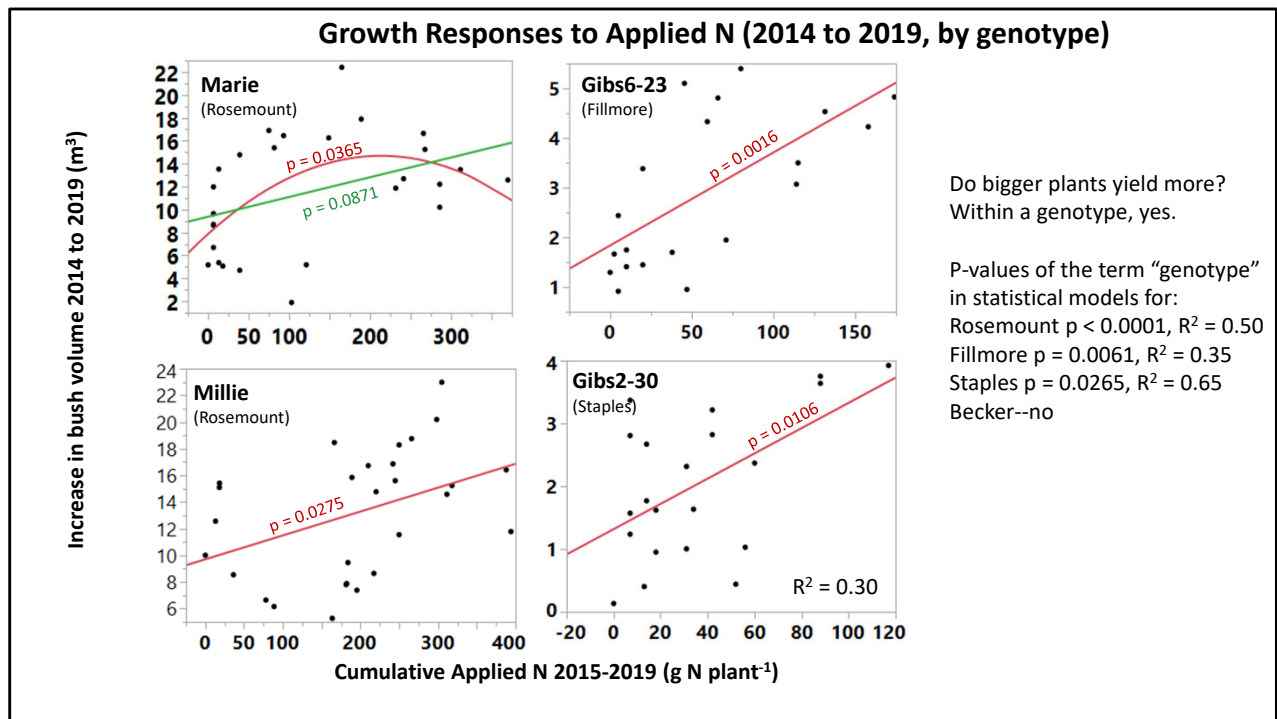 Growth Responses to Applied N (2014 to 2019, by genotype)
Increase in bush volume 2014 to 2019 (m³)
Marie
(Rosemount)
p = 0.0365
p = 0.0871
22
20
18
16
14
12
10
8
6
4
2
0 50 100 200 300
Gibs6-23
(Fillmore)
p = 0.0016
5
4
3
2
1
0 50 100 150
Millie
(Rosemount)
p = 0.0275
24
22
20
18
16
14
12
10
8
6
0 50 100 200 300 400
Gibs2-30
(Staples)
p = 0.0106
R² = 0.30
4
3
2
1
0
-20 0 20 40 60 80 100 120
Cumulative Applied N 2015-2019 (g N plant⁻¹)
Do bigger plants yield more?
Within a genotype, yes.
P-values of the term “genotype”
in statistical models for:
Rosemount p < 0.0001, R² = 0.50
Fillmore p = 0.0061, R² = 0.35
Staples p = 0.0265, R² = 0.65
Becker--no